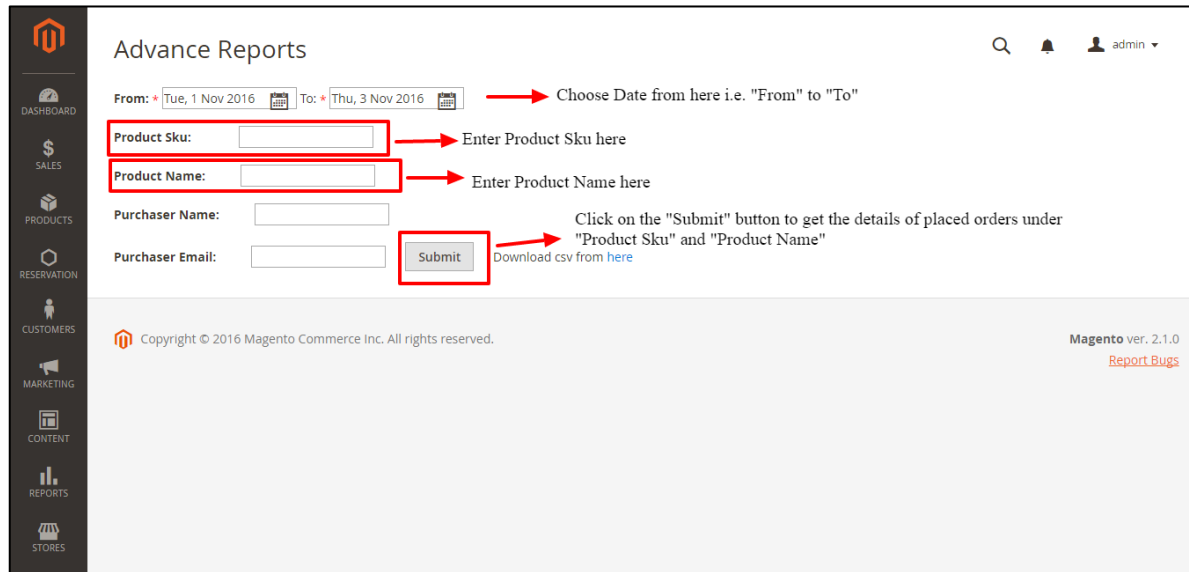 Advance Reports
admin
From: * Tue, 1 Nov 2016 To: * Thu, 3 Nov 2016
Choose Date from here i.e. "From" to "To"
Product Sku:
Enter Product Sku here
Product Name:
Enter Product Name here
Purchaser Name:
Click on the "Submit" button to get the details of placed orders under
"Product Sku" and "Product Name"
Purchaser Email:
Submit
Download csv from here
DASHBOARD
$
SALES
PRODUCTS
RESERVATION
CUSTOMERS
MARKETING
CONTENT
REPORTS
STORES
Copyright © 2016 Magento Commerce Inc. All rights reserved.
Magento ver. 2.1.0
Report Bugs